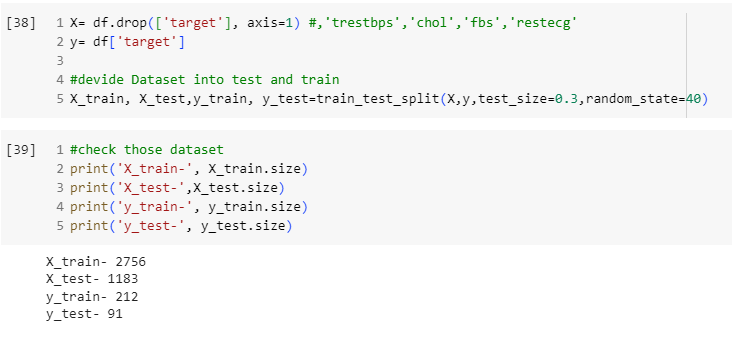 [38] 1 X= df.drop(['target'], axis=1) #,'trestbps','chol','fbs','restecg'
2 y= df['target']
3
4 #devide Dataset into test and train
5 X_train, X_test,y_train, y_test=train_test_split(X,y,test_size=0.3,random_state=40)
[39] 1 #check those dataset
2 print('X_train-', X_train.size)
3 print('X_test-',X_test.size)
4 print('y_train-', y_train.size)
5 print('y_test-', y_test.size)
X_train- 2756
X_test- 1183
y_train- 212
y_test- 91